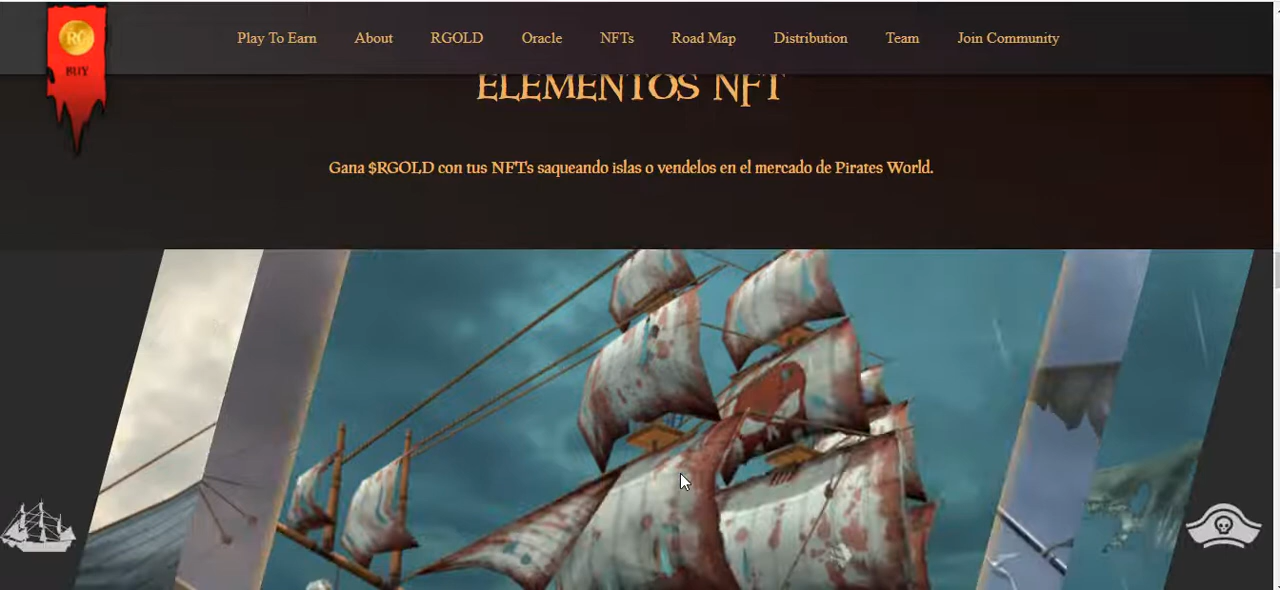 RG
BUY
Play To Earn About RGOLD Oracle NFTs Road Map Distribution Team Join Community
ELEMENTOS NFT
Gana $RGOLD con tus NFTs saqueando islas o vendelos en el mercado de Pirates World.